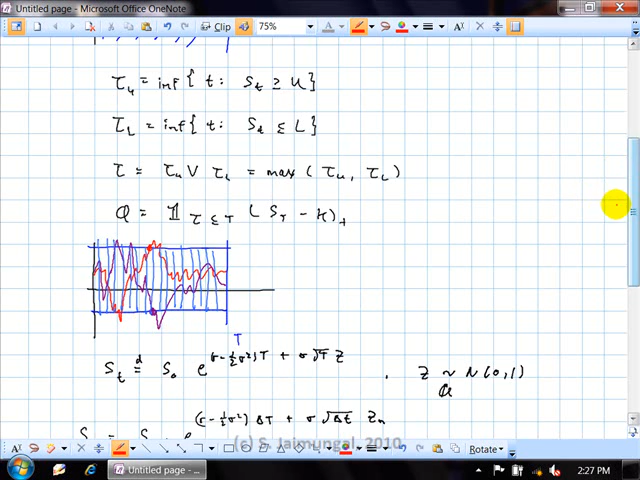 Untitled page - Microsoft Office OneNote
75%
Clip
τ_u = inf{ t : S_t ≥ U }
τ_L = inf{ t : S_t ≤ L }
τ = τ_u ∨ τ_L = max( τ_u, τ_L )
φ = 𝟙_{τ ≤ T} ( S_T - K )_+
T
S_t =^d S_0 e^{(r - ½σ²)T + σ√T Z} , Z ~_Q N(0,1)
e^{(r - ½σ²) ΔT + σ √Δt Z_n}
(c) S. Jaimungal, 2010
Rotate
Untitled page - Micros...
2:27 PM